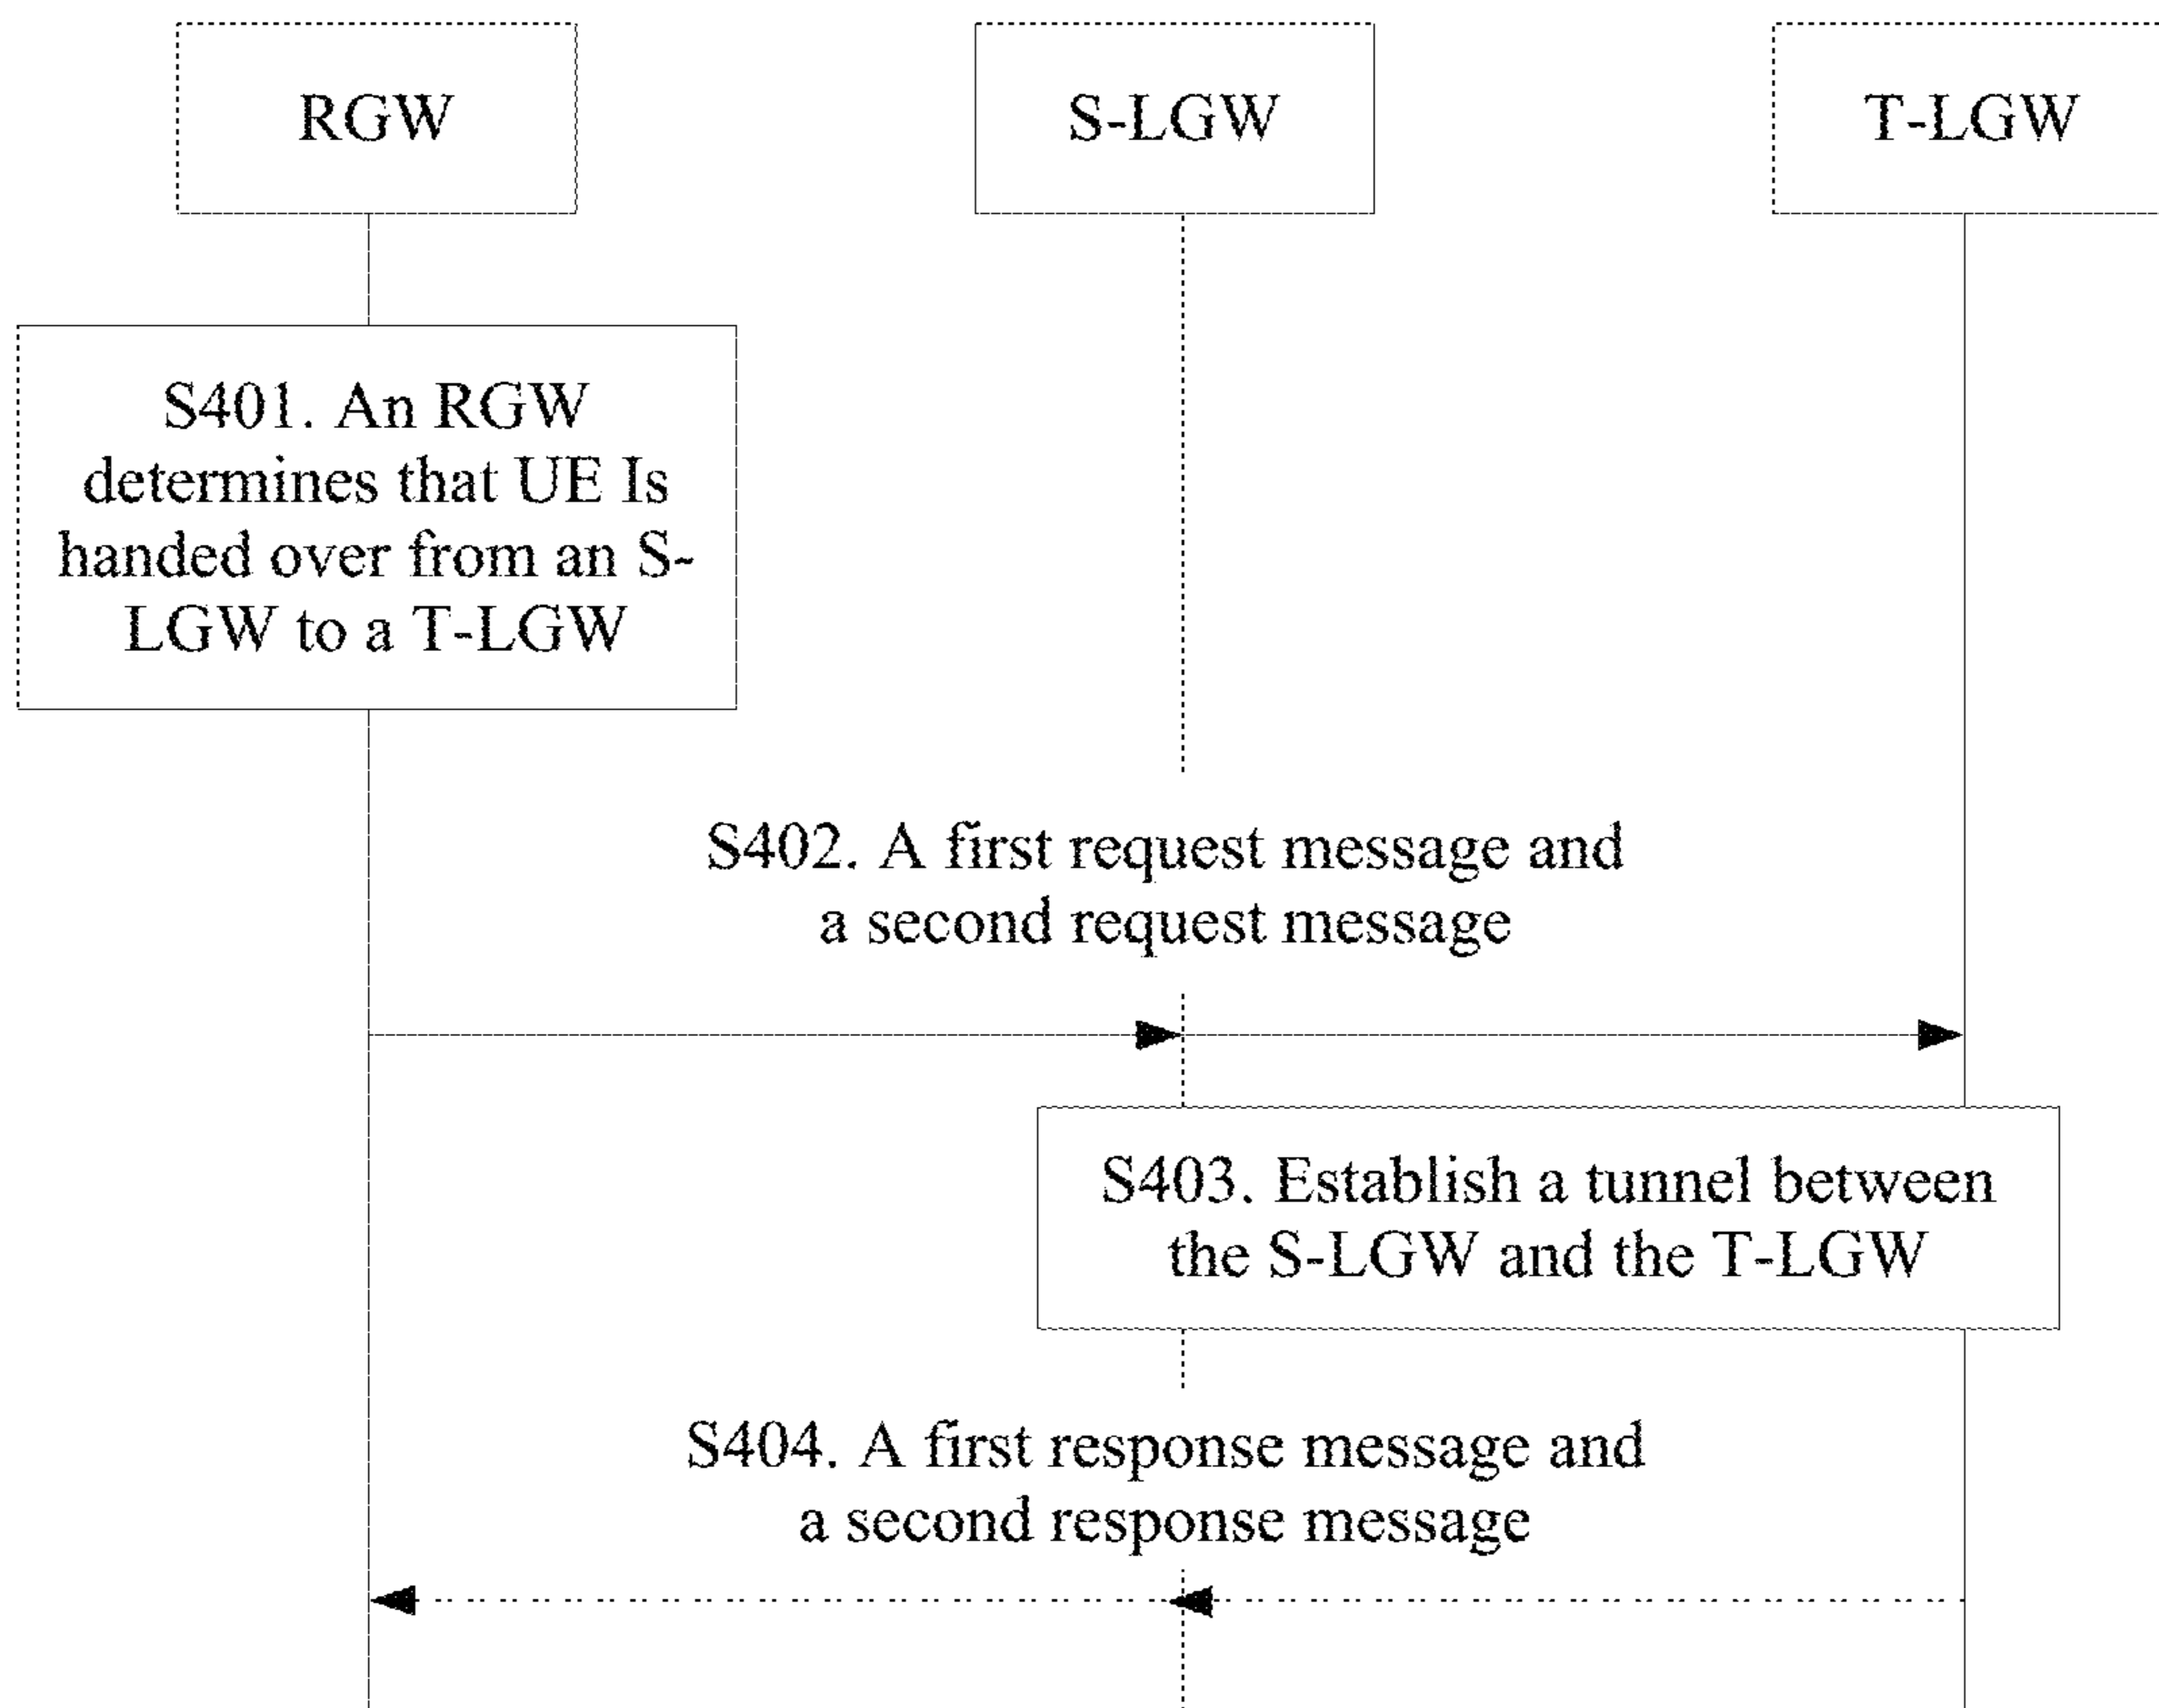 RGW
S-LGW
T-LGW
S401. An RGW
determines that UE Is
handed over from an S-
LGW to a T-LGW
S402. A first request message and
a second request message
S403. Establish a tunnel between
the S-LGW and the T-LGW
S404. A first response message and
a second response message